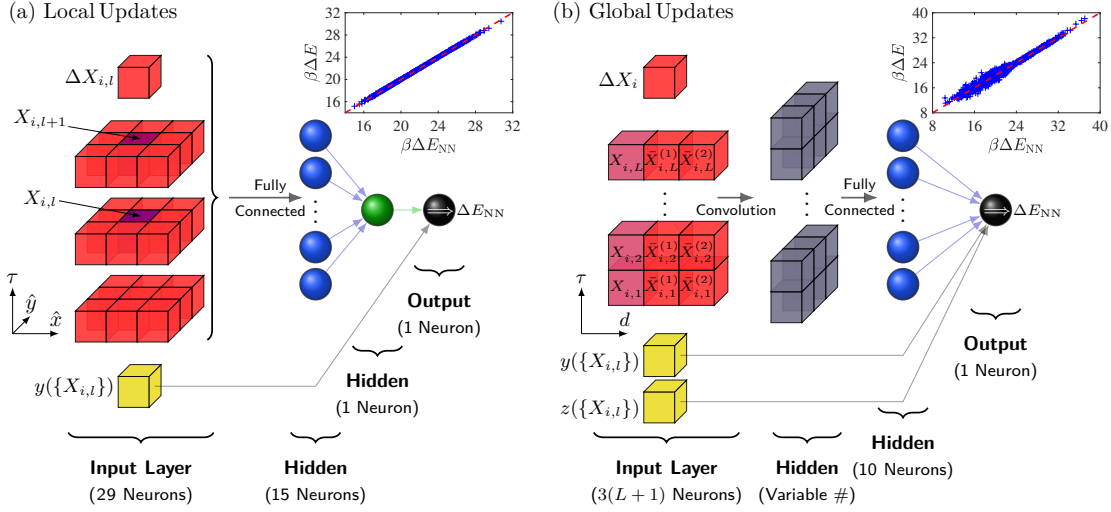 (a) Local Updates
ΔX_{i,l}
X_{i,l+1}
X_{i,l}
τ
ŷ
x̂
y({X_{i,l}})
Input Layer
(29 Neurons)
Fully
Connected
Hidden
(15 Neurons)
Hidden
(1 Neuron)
Output
(1 Neuron)
ΔE_NN
βΔE
32
28
24
20
16
16 20 24 28 32
βΔE_NN
(b) Global Updates
ΔX_i
X_{i,L} X̄^{(1)}_{i,L} X̄^{(2)}_{i,L}
X_{i,2} X̄^{(1)}_{i,2} X̄^{(2)}_{i,2}
X_{i,1} X̄^{(1)}_{i,1} X̄^{(2)}_{i,1}
τ
d
y({X_{i,l}})
z({X_{i,l}})
Input Layer
(3(L + 1) Neurons)
Convolution
Hidden
(Variable #)
Fully
Connected
Hidden
(10 Neurons)
Output
(1 Neuron)
ΔE_NN
βΔE
40
32
24
16
8
8 16 24 32 40
βΔE_NN